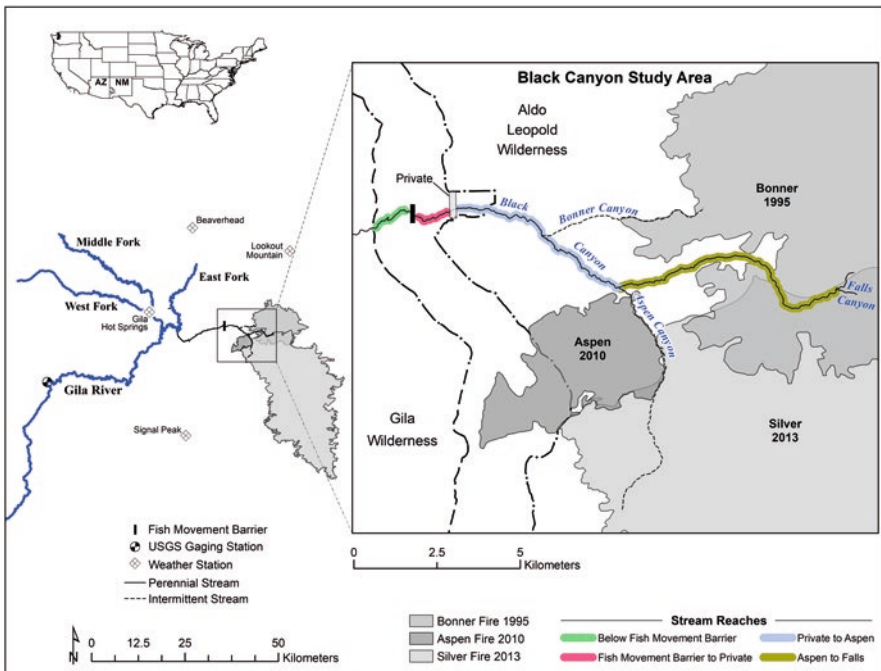 AZ
NM
Beaverhead
Lookout
Mountain
Middle Fork
East Fork
West Fork
Gila
Hot Springs
Gila River
Signal Peak
Fish Movement Barrier
USGS Gaging Station
Weather Station
Perennial Stream
Intermittent Stream
N
0 12.5 25 50
Kilometers
Black Canyon Study Area
Aldo
Leopold
Wilderness
Private
Black
Canyon
Bonner Canyon
Bonner
1995
Falls
Canyon
Aspen Canyon
Aspen
2010
Gila
Wilderness
Silver
2013
0 2.5 5
Kilometers
Bonner Fire 1995
Aspen Fire 2010
Silver Fire 2013
Stream Reaches
Below Fish Movement Barrier
Private to Aspen
Fish Movement Barrier to Private
Aspen to Falls